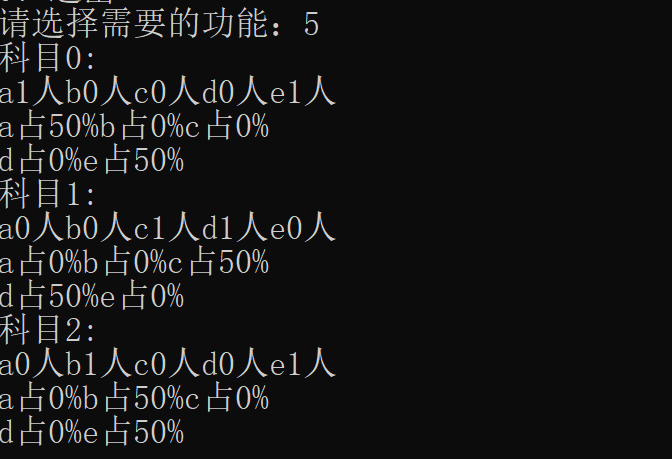 请选择需要的功能：5
科目0:
a1人b0人c0人d0人e1人
a占50%b占0%c占0%
d占0%e占50%
科目1:
a0人b0人c1人d1人e0人
a占0%b占0%c占50%
d占50%e占0%
科目2:
a0人b1人c0人d0人e1人
a占0%b占50%c占0%
d占0%e占50%